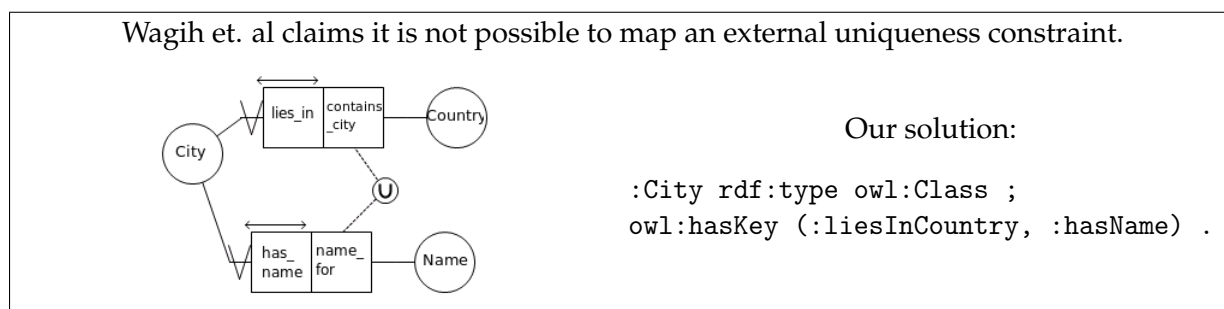 Wagih et. al claims it is not possible to map an external uniqueness constraint.
lies_in
contains
_city
Country
City
U
has_
name
name_
for
Name
Our solution:
:City rdf:type owl:Class ;
owl:hasKey (:liesInCountry, :hasName) .